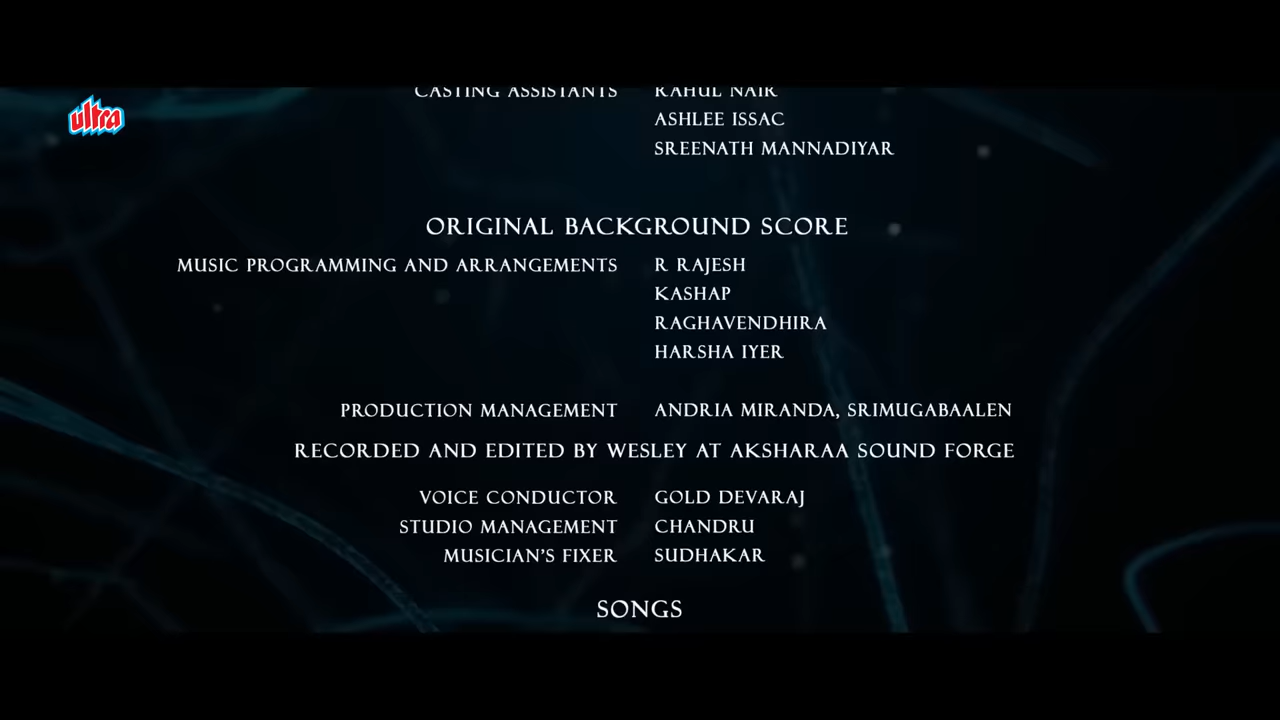 ultra
CASTING ASSISTANTS RAHUL NAIR
ASHLEE ISSAC
SREENATH MANNADIYAR
ORIGINAL BACKGROUND SCORE
MUSIC PROGRAMMING AND ARRANGEMENTS R RAJESH
KASHAP
RAGHAVENDHIRA
HARSHA IYER
PRODUCTION MANAGEMENT ANDRIA MIRANDA, SRIMUGABAALEN
RECORDED AND EDITED BY WESLEY AT AKSHARAA SOUND FORGE
VOICE CONDUCTOR GOLD DEVARAJ
STUDIO MANAGEMENT CHANDRU
MUSICIAN'S FIXER SUDHAKAR
SONGS